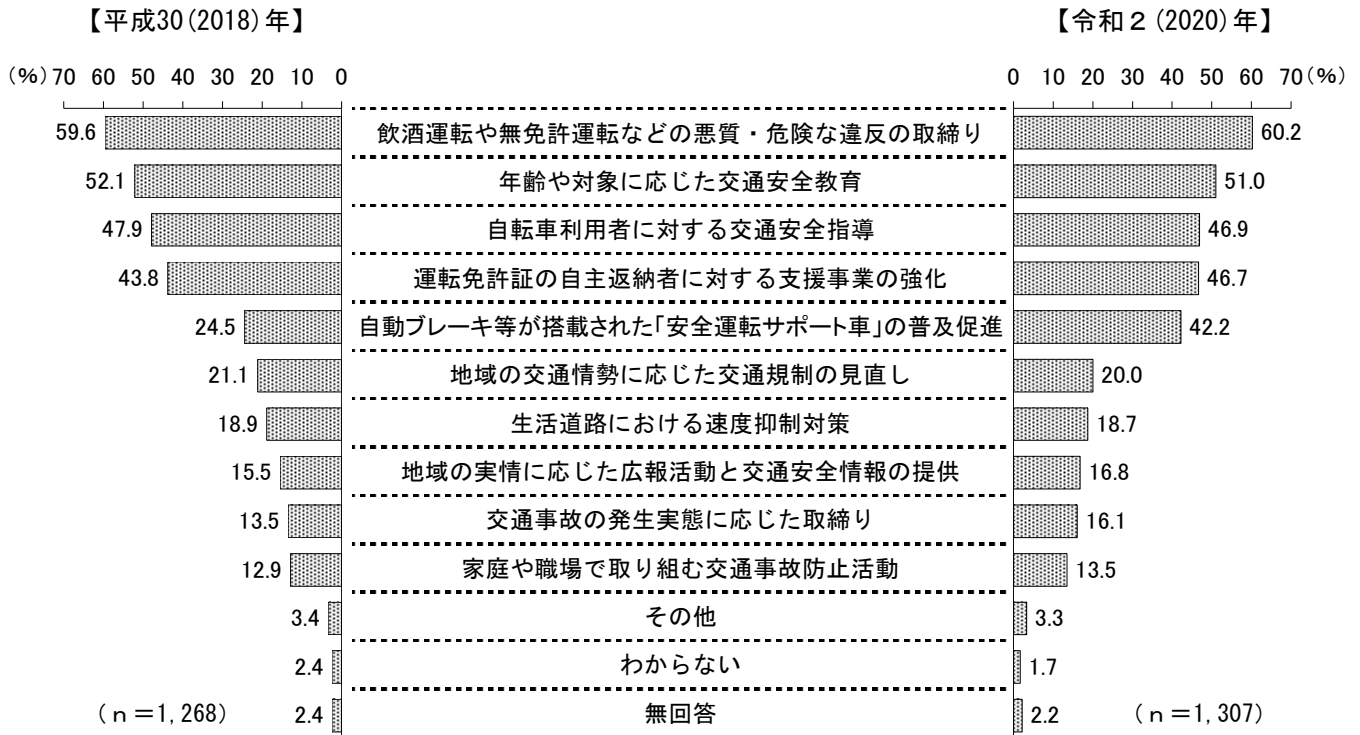 【平成30(2018)年】 【令和２(2020)年】
(%) 70 60 50 40 30 20 10 0 0 10 20 30 40 50 60 70 (%)
59.6 飲酒運転や無免許運転などの悪質・危険な違反の取締り 60.2
52.1 年齢や対象に応じた交通安全教育 51.0
47.9 自転車利用者に対する交通安全指導 46.9
43.8 運転免許証の自主返納者に対する支援事業の強化 46.7
24.5 自動ブレーキ等が搭載された「安全運転サポート車」の普及促進 42.2
21.1 地域の交通情勢に応じた交通規制の見直し 20.0
18.9 生活道路における速度抑制対策 18.7
15.5 地域の実情に応じた広報活動と交通安全情報の提供 16.8
13.5 交通事故の発生実態に応じた取締り 16.1
12.9 家庭や職場で取り組む交通事故防止活動 13.5
3.4 その他 3.3
2.4 わからない 1.7
(ｎ＝1,268) 2.4 無回答 2.2 (ｎ＝1,307)